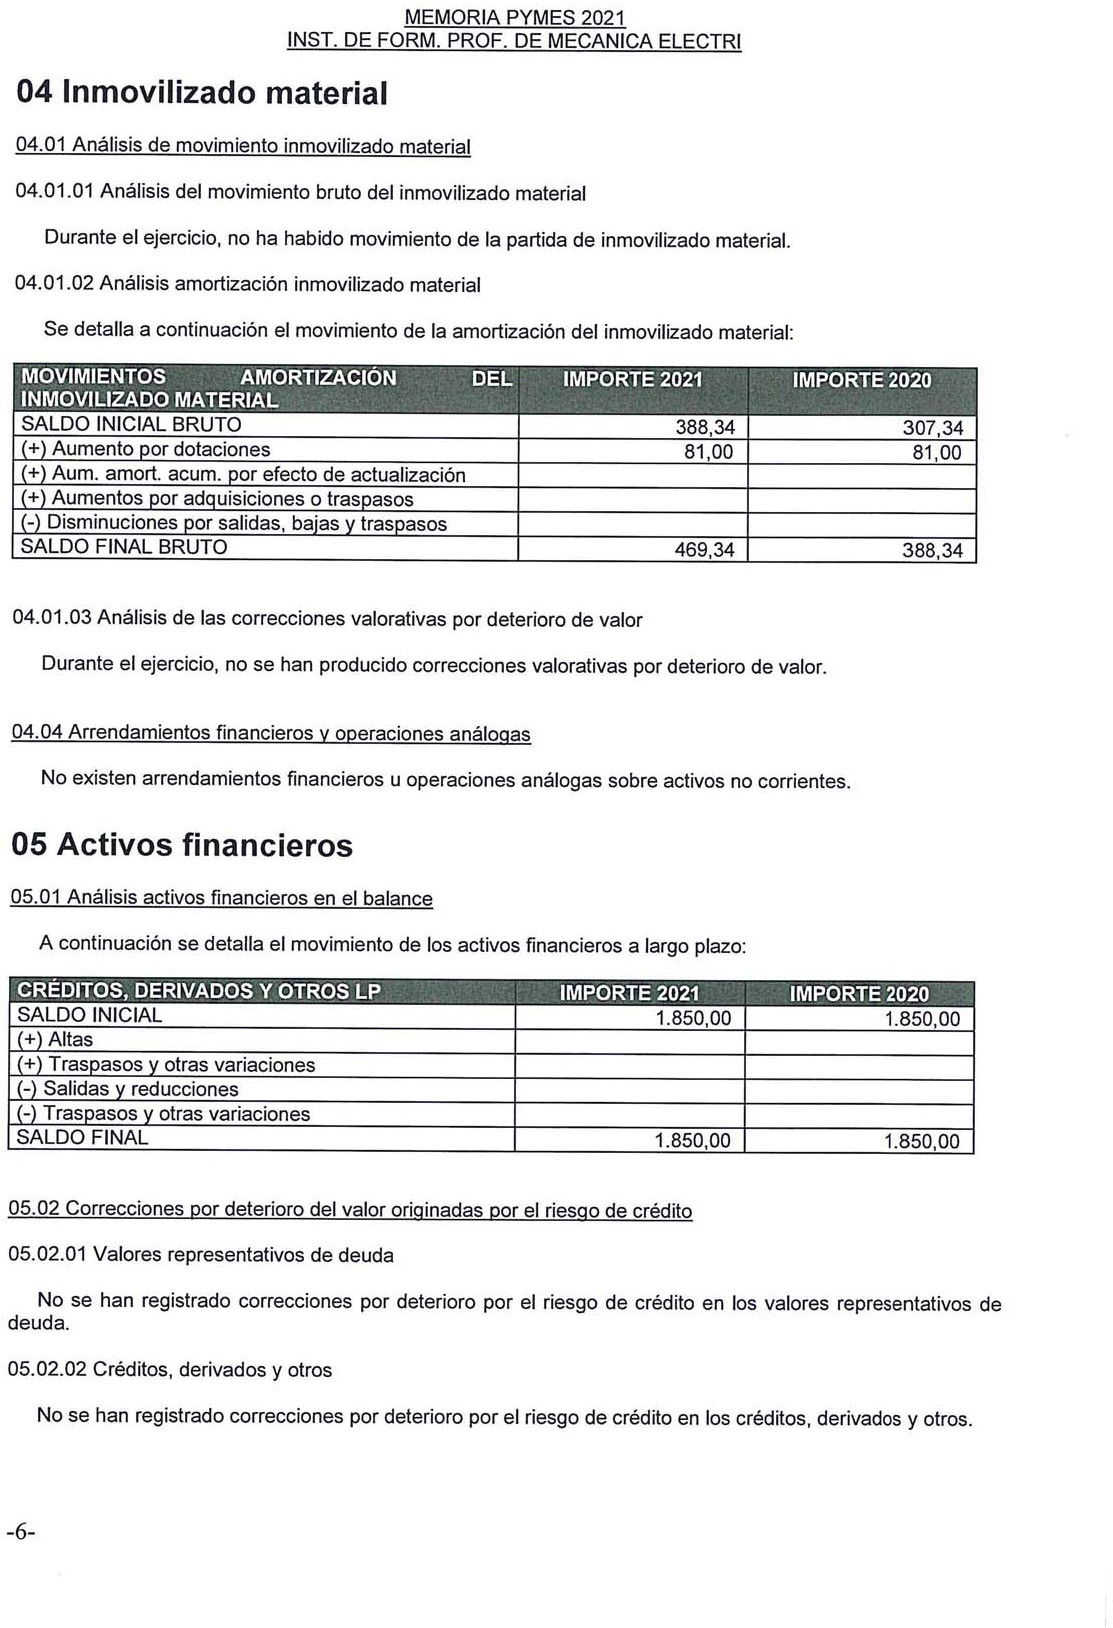 MEMORIA PYMES 2021
INST. DE FORM. PROF. DE MECANICA ELECTRI
04 Inmovilizado material
04.01 Análisis de movimiento inmovilizado material
04.01.01 Análisis del movimiento bruto del inmovilizado material
Durante el ejercicio, no ha habido movimiento de la partida de inmovilizado material.
04.01.02 Análisis amortización inmovilizado material
Se detalla a continuación el movimiento de la amortización del inmovilizado material:
MOVIMIENTOS AMORTIZACIÓN DEL INMOVILIZADO MATERIAL IMPORTE 2021 IMPORTE 2020
SALDO INICIAL BRUTO 388,34 307,34
(+) Aumento por dotaciones 81,00 81,00
(+) Aum. amort. acum. por efecto de actualización
(+) Aumentos por adquisiciones o traspasos
(-) Disminuciones por salidas, bajas y traspasos
SALDO FINAL BRUTO 469,34 388,34
04.01.03 Análisis de las correcciones valorativas por deterioro de valor
Durante el ejercicio, no se han producido correcciones valorativas por deterioro de valor.
04.04 Arrendamientos financieros y operaciones análogas
No existen arrendamientos financieros u operaciones análogas sobre activos no corrientes.
05 Activos financieros
05.01 Análisis activos financieros en el balance
A continuación se detalla el movimiento de los activos financieros a largo plazo:
CRÉDITOS, DERIVADOS Y OTROS LP IMPORTE 2021 IMPORTE 2020
SALDO INICIAL 1.850,00 1.850,00
(+) Altas
(+) Traspasos y otras variaciones
(-) Salidas y reducciones
(-) Traspasos y otras variaciones
SALDO FINAL 1.850,00 1.850,00
05.02 Correcciones por deterioro del valor originadas por el riesgo de crédito
05.02.01 Valores representativos de deuda
No se han registrado correcciones por deterioro por el riesgo de crédito en los valores representativos de
deuda.
05.02.02 Créditos, derivados y otros
No se han registrado correcciones por deterioro por el riesgo de crédito en los créditos, derivados y otros.
-6-